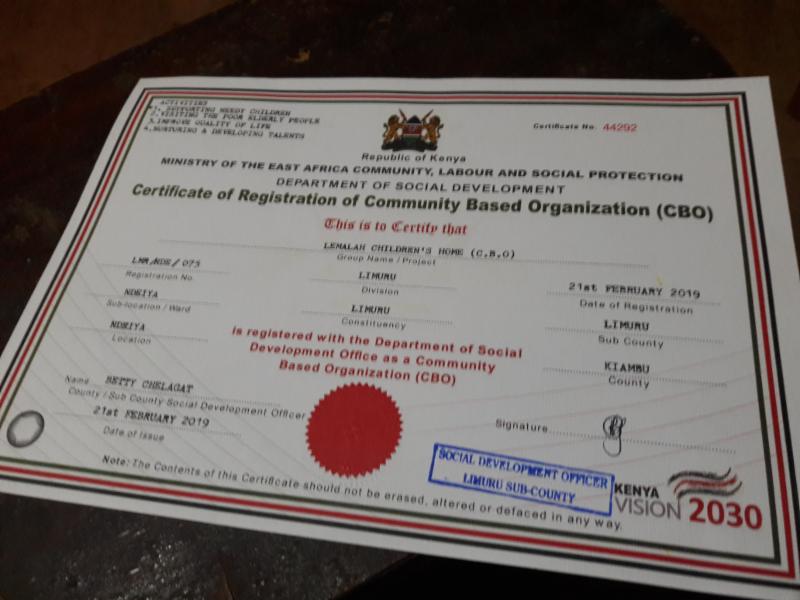 ACTIVITIES
1. SUPPORTING NEEDY CHILDREN
2. VISITING THE POOR ELDERLY PEOPLE
3. IMPROVE QUALITY OF LIFE
4. NURTURING & DEVELOPING TALENTS
Certificate No. 44292
Republic of Kenya
MINISTRY OF THE EAST AFRICA COMMUNITY, LABOUR AND SOCIAL PROTECTION
DEPARTMENT OF SOCIAL DEVELOPMENT
Certificate of Registration of Community Based Organization (CBO)
This is to Certify that
LEMALAH CHILDREN'S HOME (C.B.O)
Group Name / Project
LMR/NDE/075
Registration No.
LIMURU
Division
21st FEBRUARY 2019
Date of Registration
NDEIYA
Sub-location / Ward
LIMURU
Constituency
LIMURU
Sub County
NDEIYA
Location
is registered with the Department of Social
Development Office as a Community
Based Organization (CBO)
KIAMBU
County
Name BETTY CHELAGAT
County / Sub County Social Development Officer
21st FEBRUARY 2019
Date of Issue
Signature
SOCIAL DEVELOPMENT OFFICER
LIMURU SUB-COUNTY
KENYA
VISION 2030
Note: The Contents of this Certificate should not be erased, altered or defaced in any way.